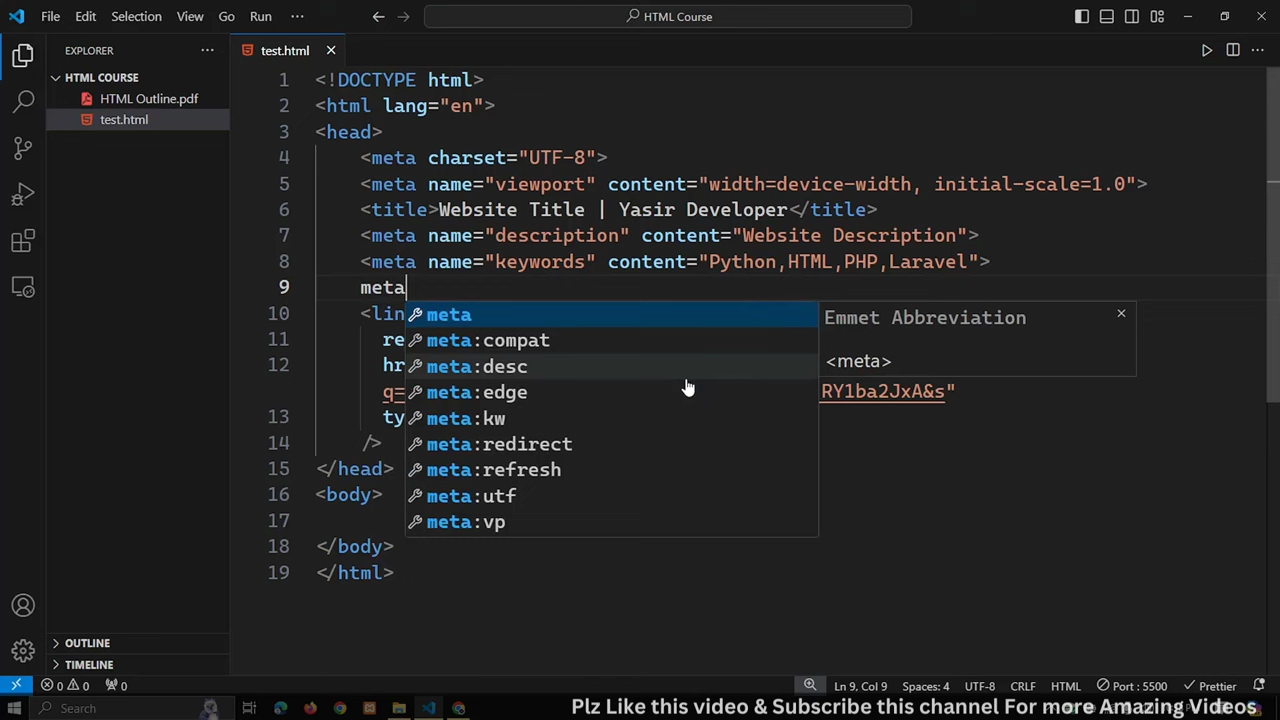 File Edit Selection View Go Run ··· HTML Course
EXPLORER ···
HTML COURSE
HTML Outline.pdf
test.html
test.html
1 <!DOCTYPE html>
2 <html lang="en">
3 <head>
4 <meta charset="UTF-8">
5 <meta name="viewport" content="width=device-width, initial-scale=1.0">
6 <title>Website Title | Yasir Developer</title>
7 <meta name="description" content="Website Description">
8 <meta name="keywords" content="Python,HTML,PHP,Laravel">
9 meta
10 <lin
11 re
12 hr
q= RY1ba2JxA&s"
13 ty
14 />
15 </head>
16 <body>
17
18 </body>
19 </html>
meta
meta:compat
meta:desc
meta:edge
meta:kw
meta:redirect
meta:refresh
meta:utf
meta:vp
Emmet Abbreviation
<meta>
OUTLINE
TIMELINE
0 0 0 Ln 9, Col 9 Spaces: 4 UTF-8 CRLF HTML Port : 5500 Prettier
Search
Plz Like this video & Subscribe this channel For more Amazing Videos